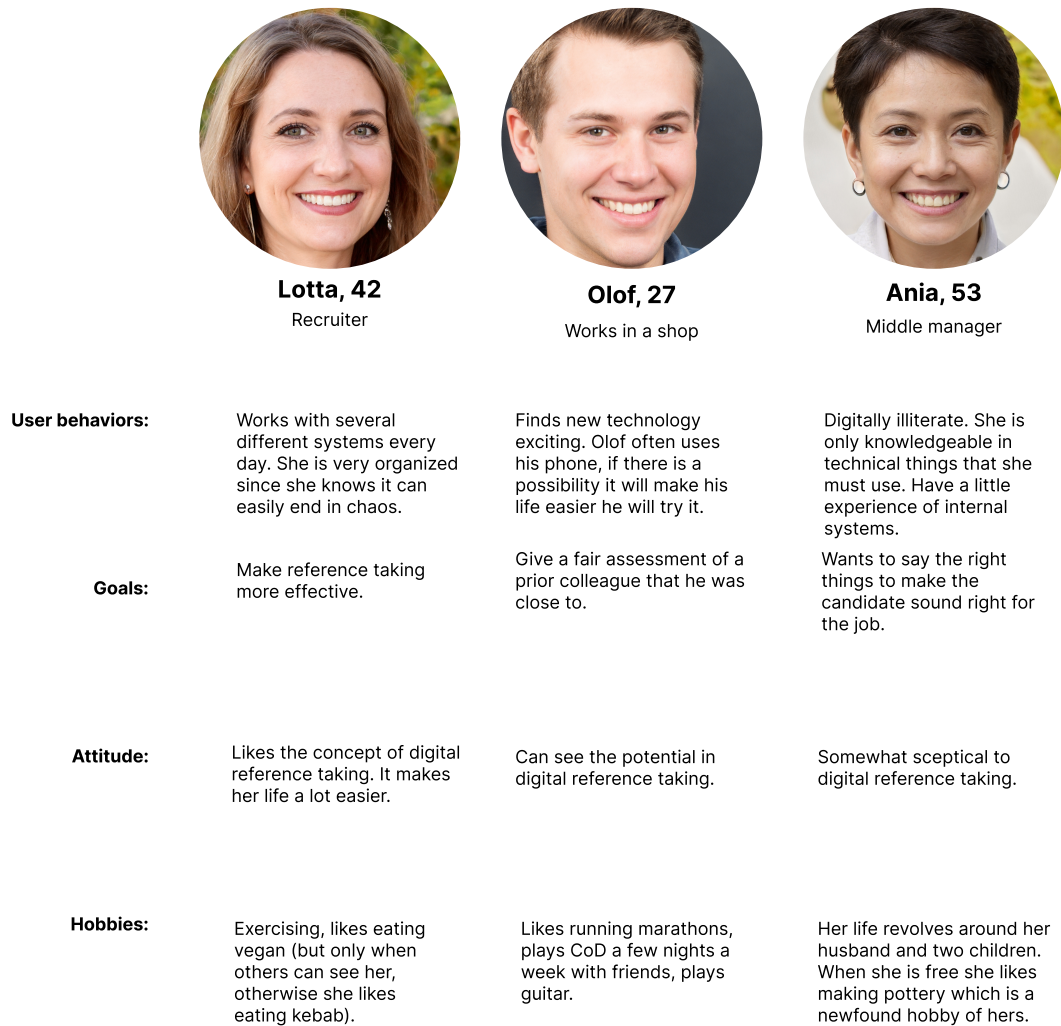 Lotta, 42
Recruiter
Olof, 27
Works in a shop
Ania, 53
Middle manager
User behaviors:
Works with several
different systems every
day. She is very organized
since she knows it can
easily end in chaos.
Finds new technology
exciting. Olof often uses
his phone, if there is a
possibility it will make his
life easier he will try it.
Digitally illiterate. She is
only knowledgeable in
technical things that she
must use. Have a little
experience of internal
systems.
Goals:
Make reference taking
more effective.
Give a fair assessment of a
prior colleague that he was
close to.
Wants to say the right
things to make the
candidate sound right for
the job.
Attitude:
Likes the concept of digital
reference taking. It makes
her life a lot easier.
Can see the potential in
digital reference taking.
Somewhat sceptical to
digital reference taking.
Hobbies:
Exercising, likes eating
vegan (but only when
others can see her,
otherwise she likes
eating kebab).
Likes running marathons,
plays CoD a few nights a
week with friends, plays
guitar.
Her life revolves around her
husband and two children.
When she is free she likes
making pottery which is a
newfound hobby of hers.